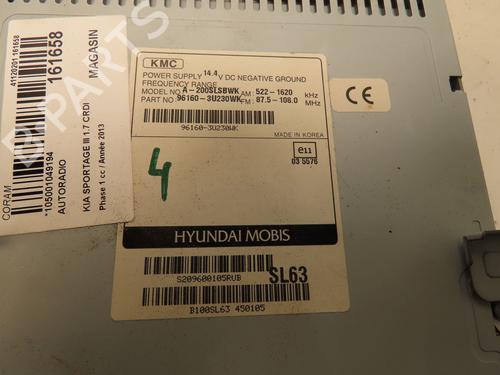 KMC
POWER SUPPLY 14.4V DC NEGATIVE GROUND
FREQUENCY RANGE
MODEL NO A-200SLSBWK AM: 522-1620 kHz
PART NO: 96160-3U230WK FM: 87.5-108.0 MHz
96160-3U230WK
MADE IN KOREA
e11
03 5576
CE
4
HYUNDAI MOBIS
S209600105RUB
SL63
B100SL63 450105
CORAM
*105001049194
AUTORADIO
KIA SPORTAGE III 1.7 CRDI
Phase 1 cc / Année 2013
MAGASIN
41120201161658
161658